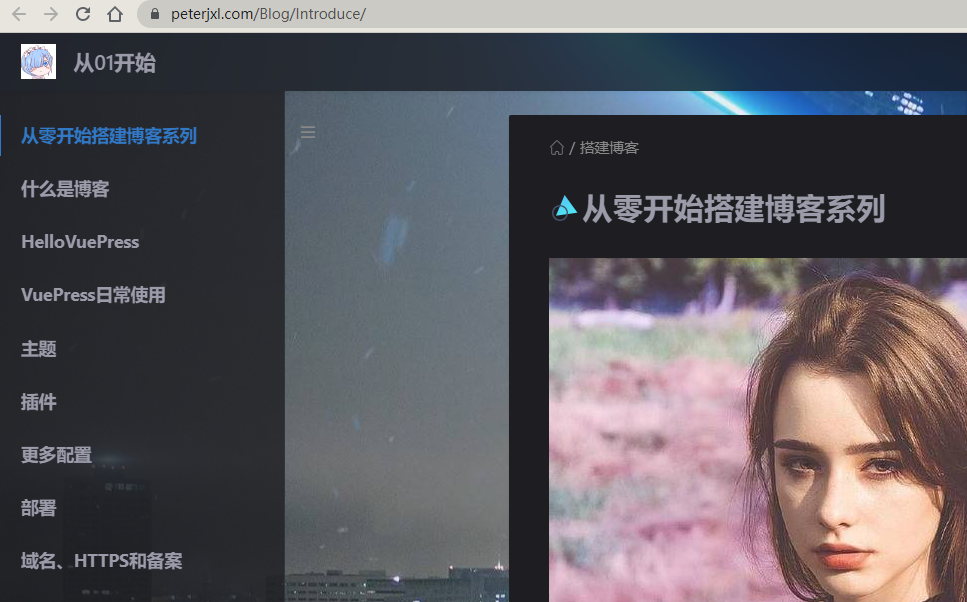 peterjxl.com/Blog/Introduce/
从01开始
从零开始搭建博客系列
什么是博客
HelloVuePress
VuePress日常使用
主题
插件
更多配置
部署
域名、HTTPS和备案
/ 搭建博客
从零开始搭建博客系列